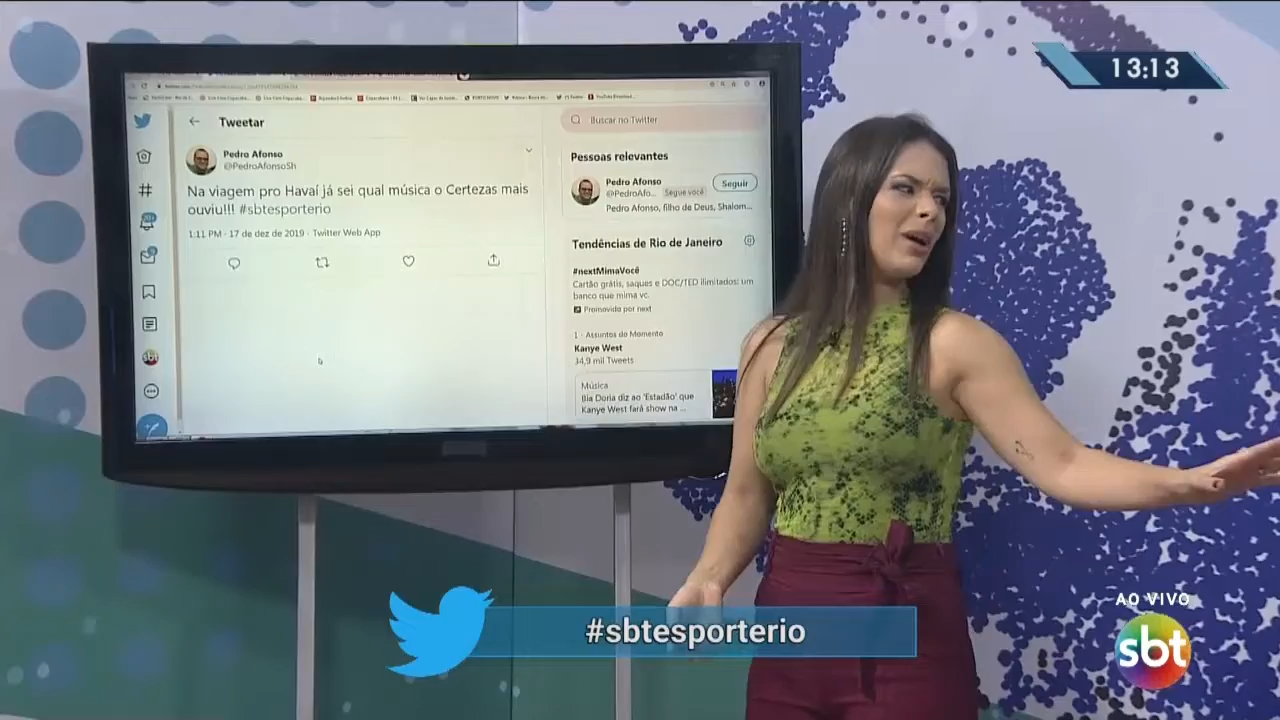 13:13
Tweetar
Buscar no Twitter
Pedro Afonso
@PedroAfonsoSh
Na viagem pro Havaí já sei qual música o Certezas mais
ouviu!!! #sbtesporterio
1:11 PM · 17 de dez de 2019 · Twitter Web App
Pessoas relevantes
Pedro Afonso
@PedroAfo... Segue você
Seguir
Pedro Afonso, filho de Deus, Shalom...
Tendências de Rio de Janeiro
#nextMimaVocê
Cartão grátis, saques e DOC/TED ilimitados: um
banco que mima vc.
Promovido por next
1 · Assuntos do Momento
Kanye West
34,9 mil Tweets
Música
Bia Doria diz ao 'Estadão' que
Kanye West fará show na ...
#sbtesporterio
AO VIVO
sbt